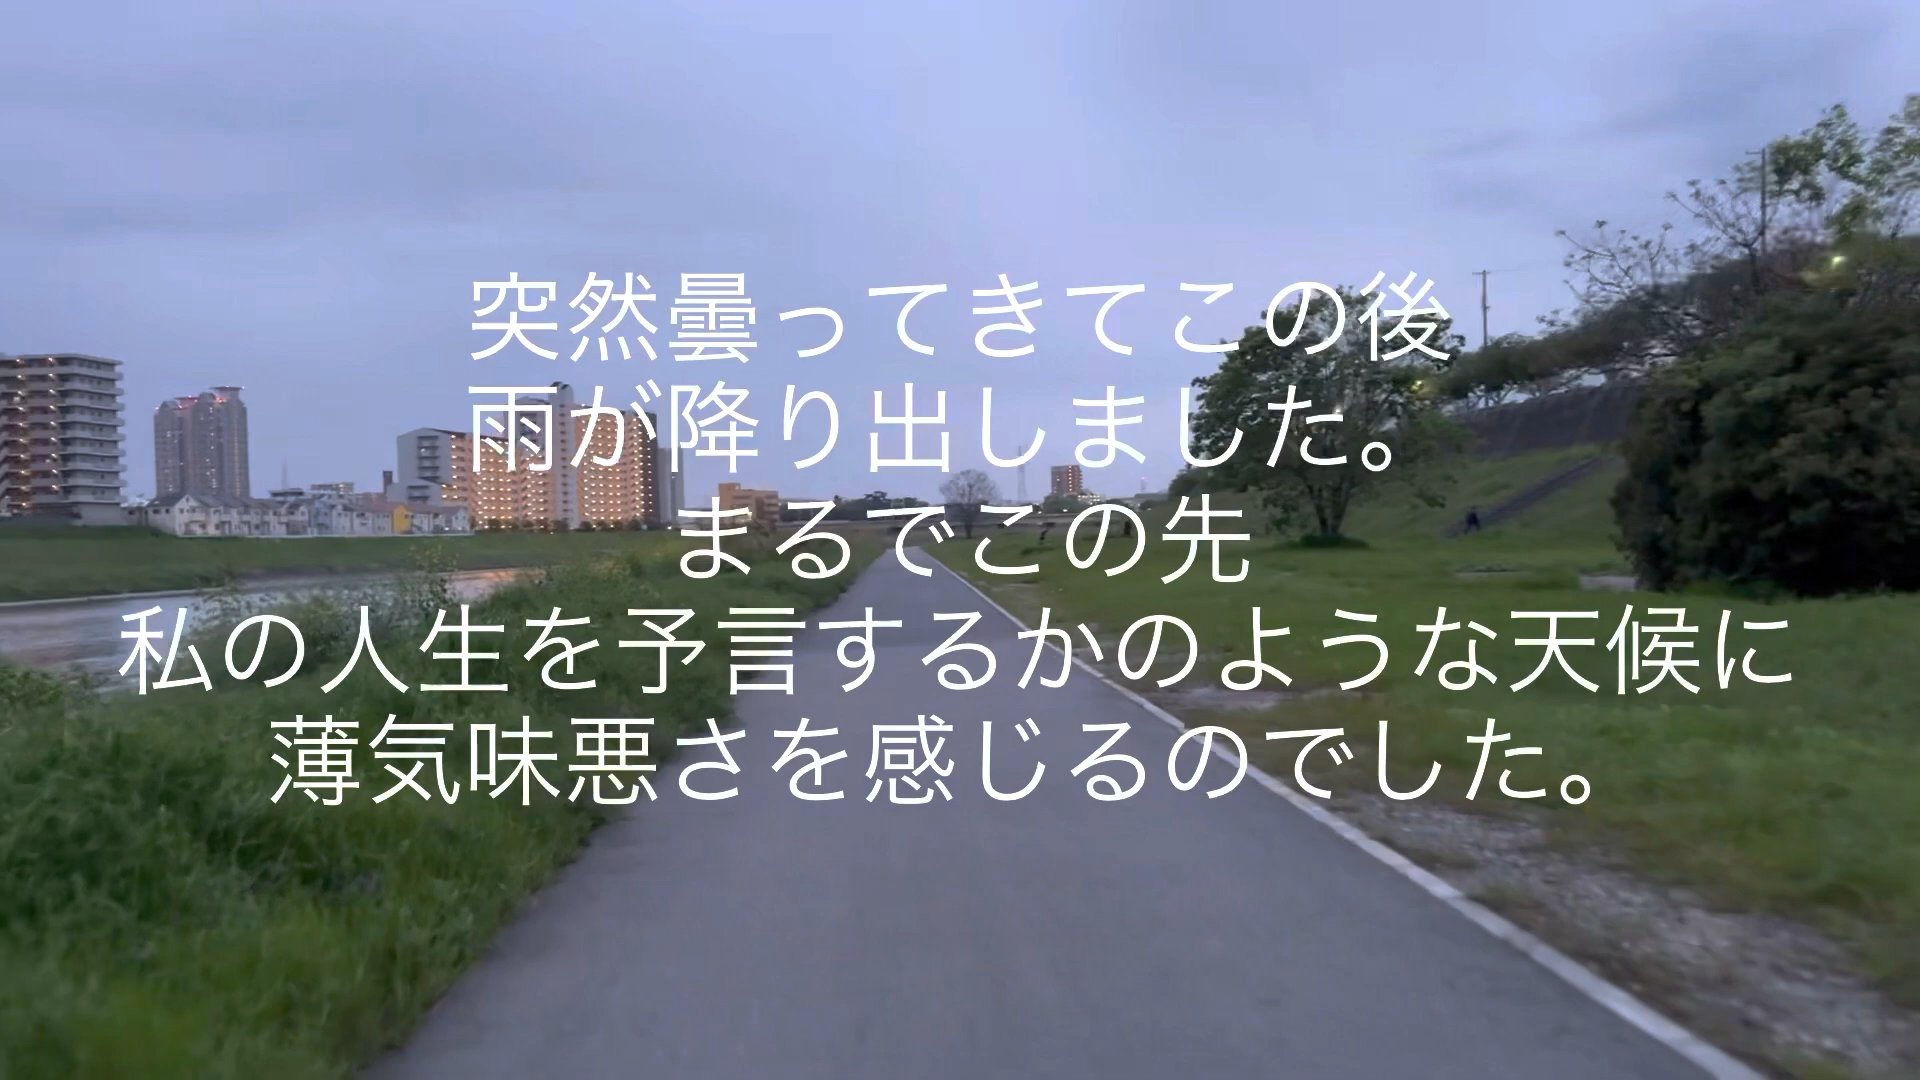 突然曇ってきてこの後
雨が降り出しました。
まるでこの先
私の人生を予言するかのような天候に
薄気味悪さを感じるのでした。